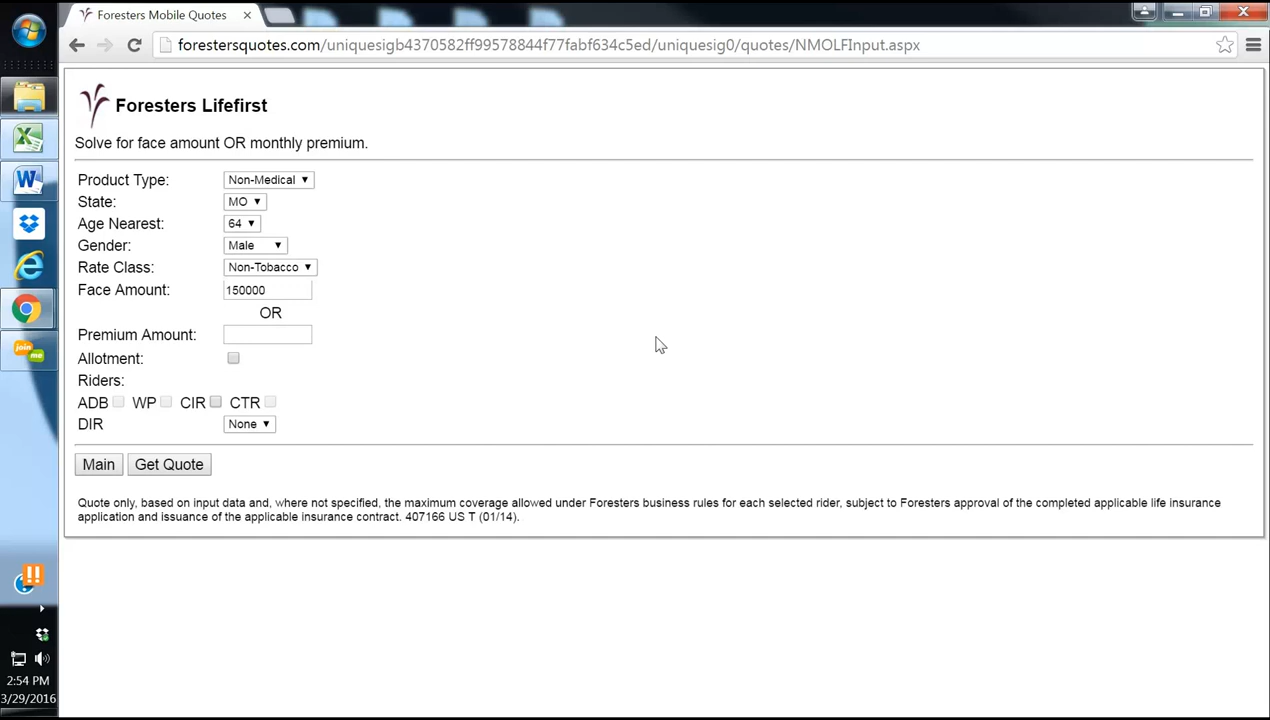 Foresters Mobile Quotes
forestersquotes.com/uniquesigb4370582ff99578844f77fabf634c5ed/uniquesig0/quotes/NMOLFInput.aspx
Foresters Lifefirst
Solve for face amount OR monthly premium.
Product Type: Non-Medical
State: MO
Age Nearest: 64
Gender: Male
Rate Class: Non-Tobacco
Face Amount: 150000
OR
Premium Amount:
Allotment:
Riders:
ADB WP CIR CTR
DIR None
Main Get Quote
Quote only, based on input data and, where not specified, the maximum coverage allowed under Foresters business rules for each selected rider, subject to Foresters approval of the completed applicable life insurance
application and issuance of the applicable insurance contract. 407166 US T (01/14).
join
me
2:54 PM
3/29/2016